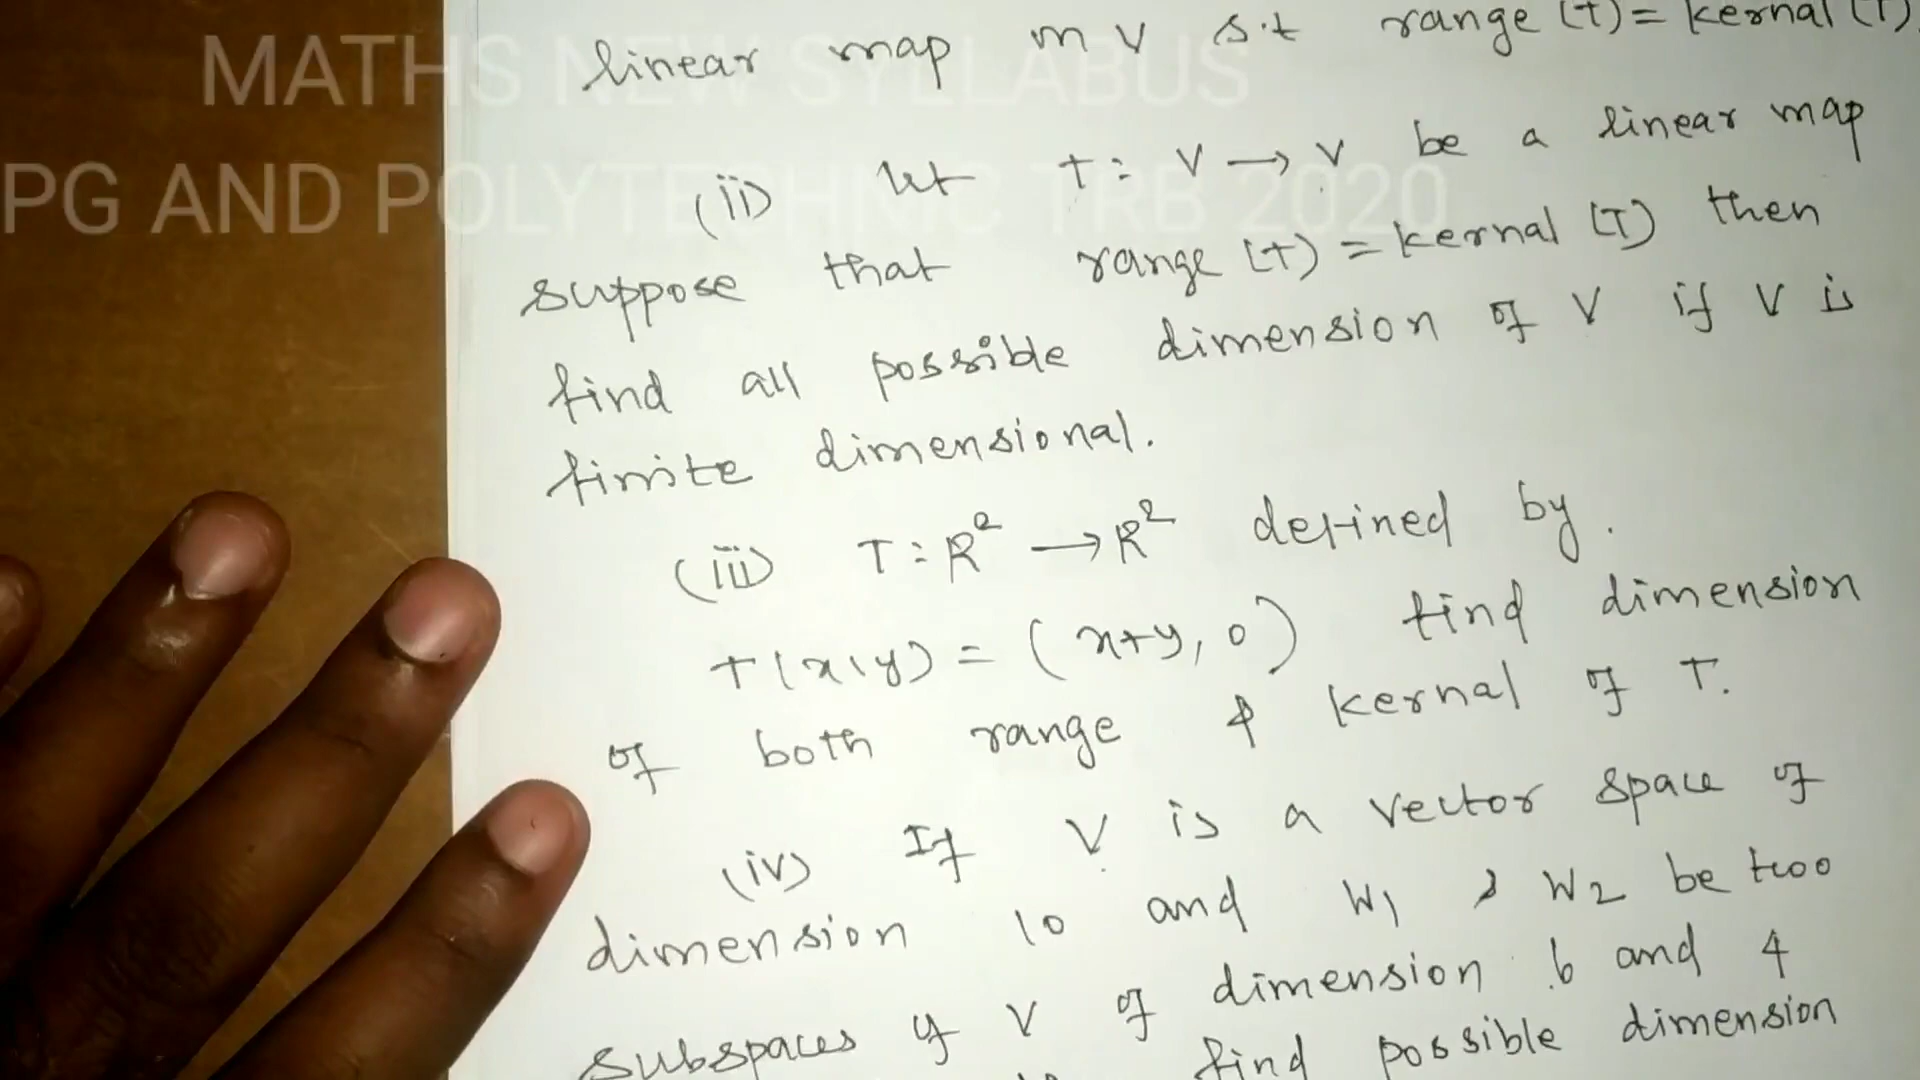 MATHS NEW SYLLABUS
PG AND POLYTECHNIC TRB 2020
linear map m V s.t range (T) = kernal (T)
(ii) let T : V → V be a linear map
suppose that range (T) = kernal (T) then
find all possible dimension of V if V is
finite dimensional.
(iii) T : R² → R² defined by.
T(x,y) = (x+y, 0) find dimension
of both range & kernal of T.
(iv) If V is a vector space of
dimension 10 and W1 & W2 be two
subspaces of V of dimension 6 and 4
find possible dimension